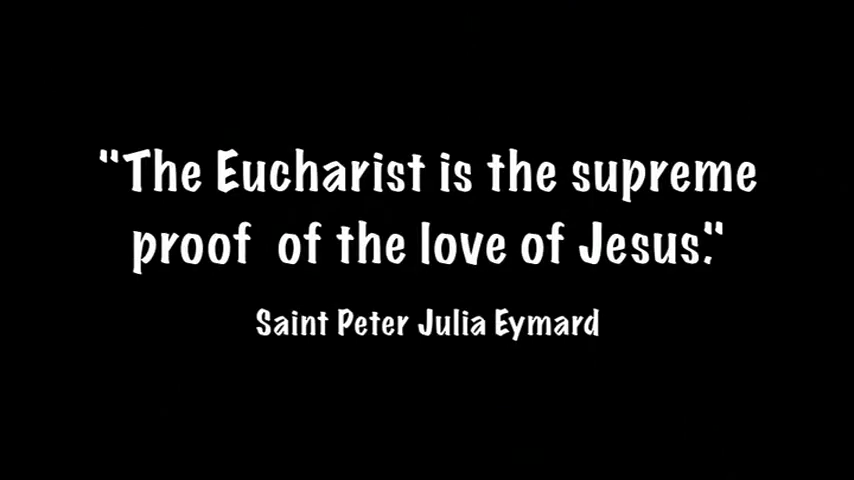 "The Eucharist is the supreme
proof  of the love of Jesus."
Saint Peter Julia Eymard